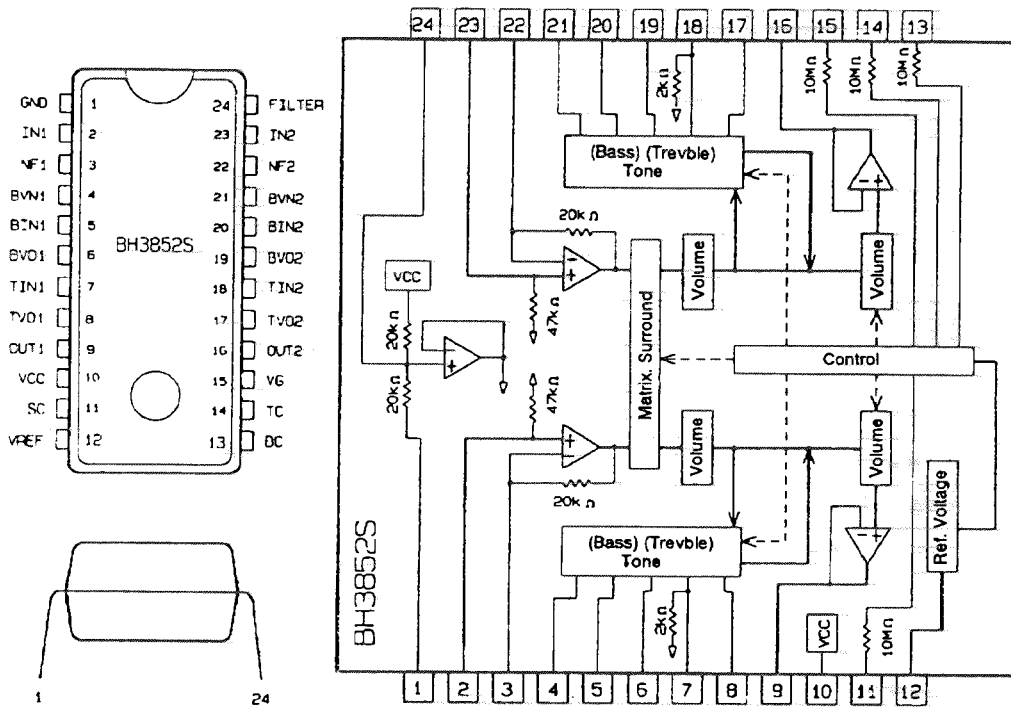 GND 1 24 FILTER
IN1 2 23 IN2
NF1 3 22 NF2
BVN1 4 21 BVN2
BIN1 5 20 BIN2
BVO1 6 19 BVO2
TIN1 7 18 TIN2
TVO1 8 17 TVO2
OUT1 9 16 OUT2
VCC 10 15 VG
SC 11 14 TC
VREF 12 13 DC
BH3852S
1 24
24 23 22 21 20 19 18 17 16 15 14 13
2kΩ
10MΩ
10MΩ
10MΩ
(Bass) (Trevble)
Tone
20kΩ
- +
-
+
VCC
20kΩ
20kΩ
-
+
47kΩ
47kΩ
Matrix. Surround
Volume
Volume
Control
+
-
20kΩ
Volume
Volume
Ref. Voltage
(Bass) (Trevble)
Tone
- +
2kΩ
VCC
10MΩ
BH3852S
1 2 3 4 5 6 7 8 9 10 11 12